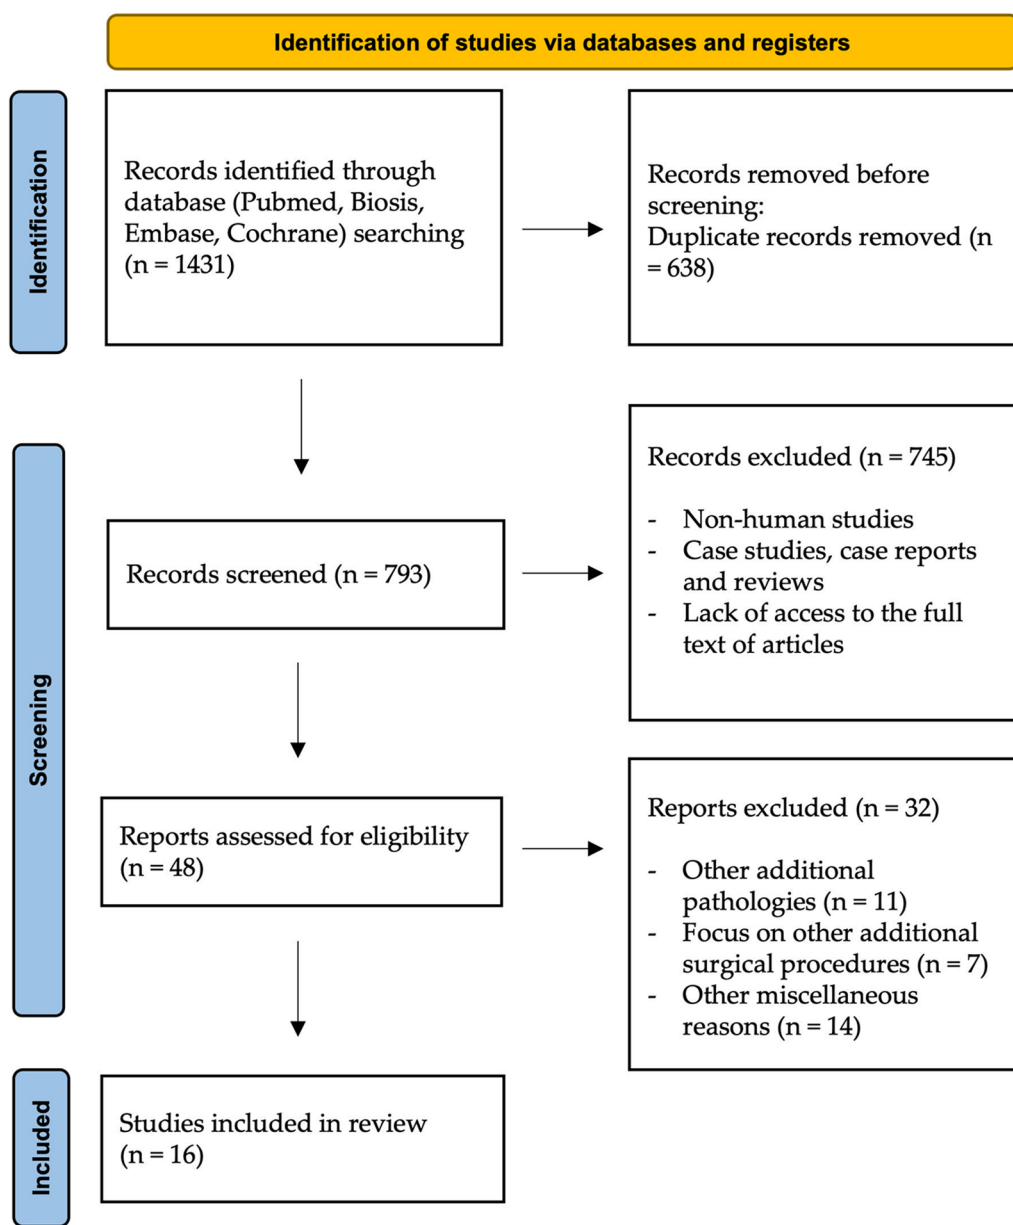 Identification of studies via databases and registers
Identification
Records identified through
database (Pubmed, Biosis,
Embase, Cochrane) searching
(n = 1431)
Records removed before
screening:
Duplicate records removed (n
= 638)
Screening
Records screened (n = 793)
Records excluded (n = 745)
- Non-human studies
- Case studies, case reports
and reviews
- Lack of access to the full
text of articles
Reports assessed for eligibility
(n = 48)
Reports excluded (n = 32)
- Other additional
pathologies (n = 11)
- Focus on other additional
surgical procedures (n = 7)
- Other miscellaneous
reasons (n = 14)
Included
Studies included in review
(n = 16)